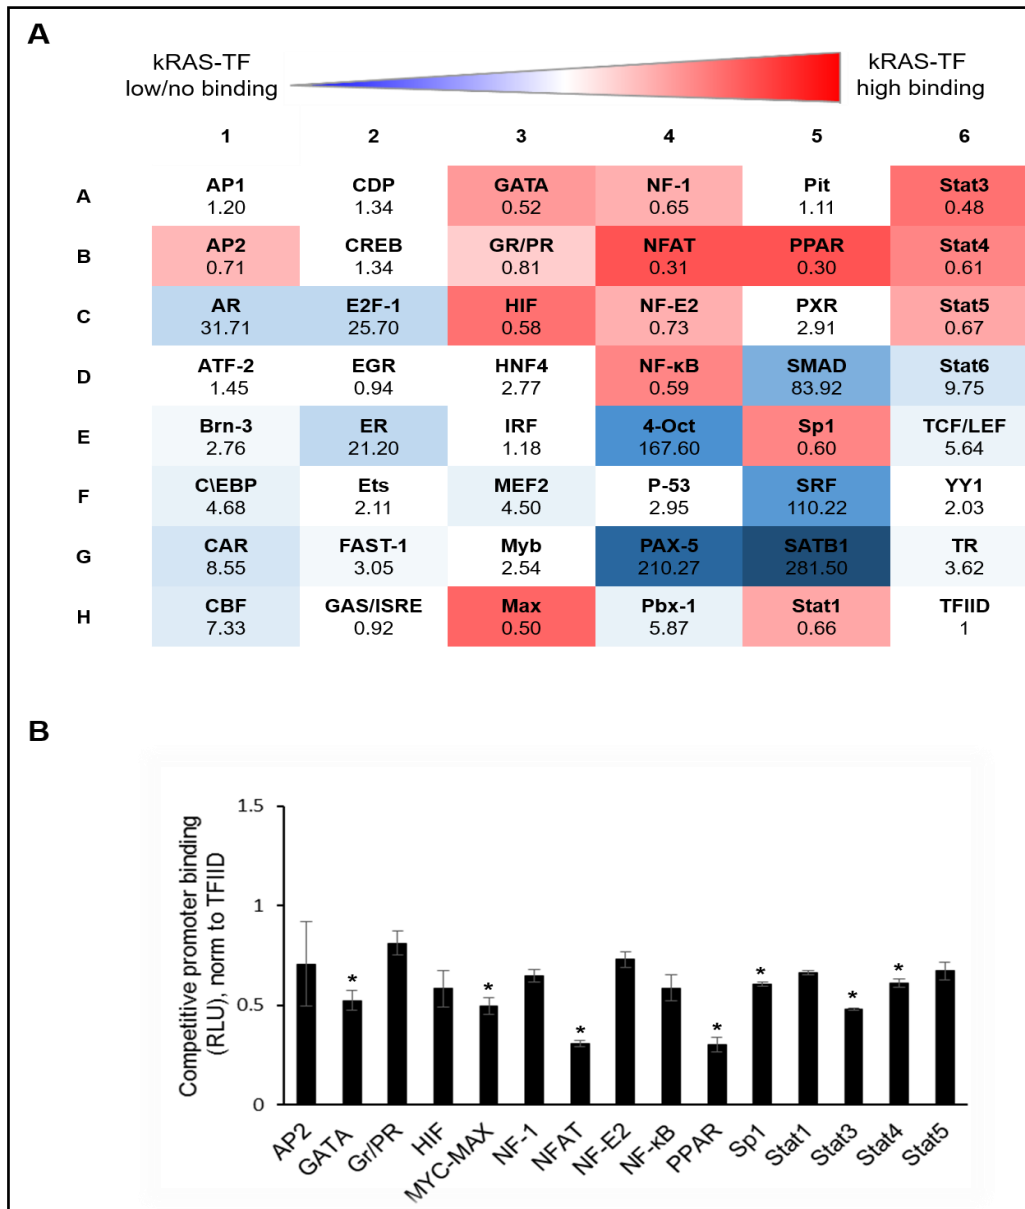 A
kRAS-TF
low/no binding
kRAS-TF
high binding
1 2 3 4 5 6
A
AP1 CDP GATA NF-1 Pit Stat3
1.20 1.34 0.52 0.65 1.11 0.48
B
AP2 CREB GR/PR NFAT PPAR Stat4
0.71 1.34 0.81 0.31 0.30 0.61
C
AR E2F-1 HIF NF-E2 PXR Stat5
31.71 25.70 0.58 0.73 2.91 0.67
D
ATF-2 EGR HNF4 NF-κB SMAD Stat6
1.45 0.94 2.77 0.59 83.92 9.75
E
Brn-3 ER IRF 4-Oct Sp1 TCF/LEF
2.76 21.20 1.18 167.60 0.60 5.64
F
C\EBP Ets MEF2 P-53 SRF YY1
4.68 2.11 4.50 2.95 110.22 2.03
G
CAR FAST-1 Myb PAX-5 SATB1 TR
8.55 3.05 2.54 210.27 281.50 3.62
H
CBF GAS/ISRE Max Pbx-1 Stat1 TFIID
7.33 0.92 0.50 5.87 0.66 1
B
Competitive promoter binding
(RLU), norm to TFIID
1.5
1
0.5
0
* * * * * * *
AP2 GATA Gr/PR HIF MYC-MAX NF-1 NFAT NF-E2 NF-κB PPAR Sp1 Stat1 Stat3 Stat4 Stat5